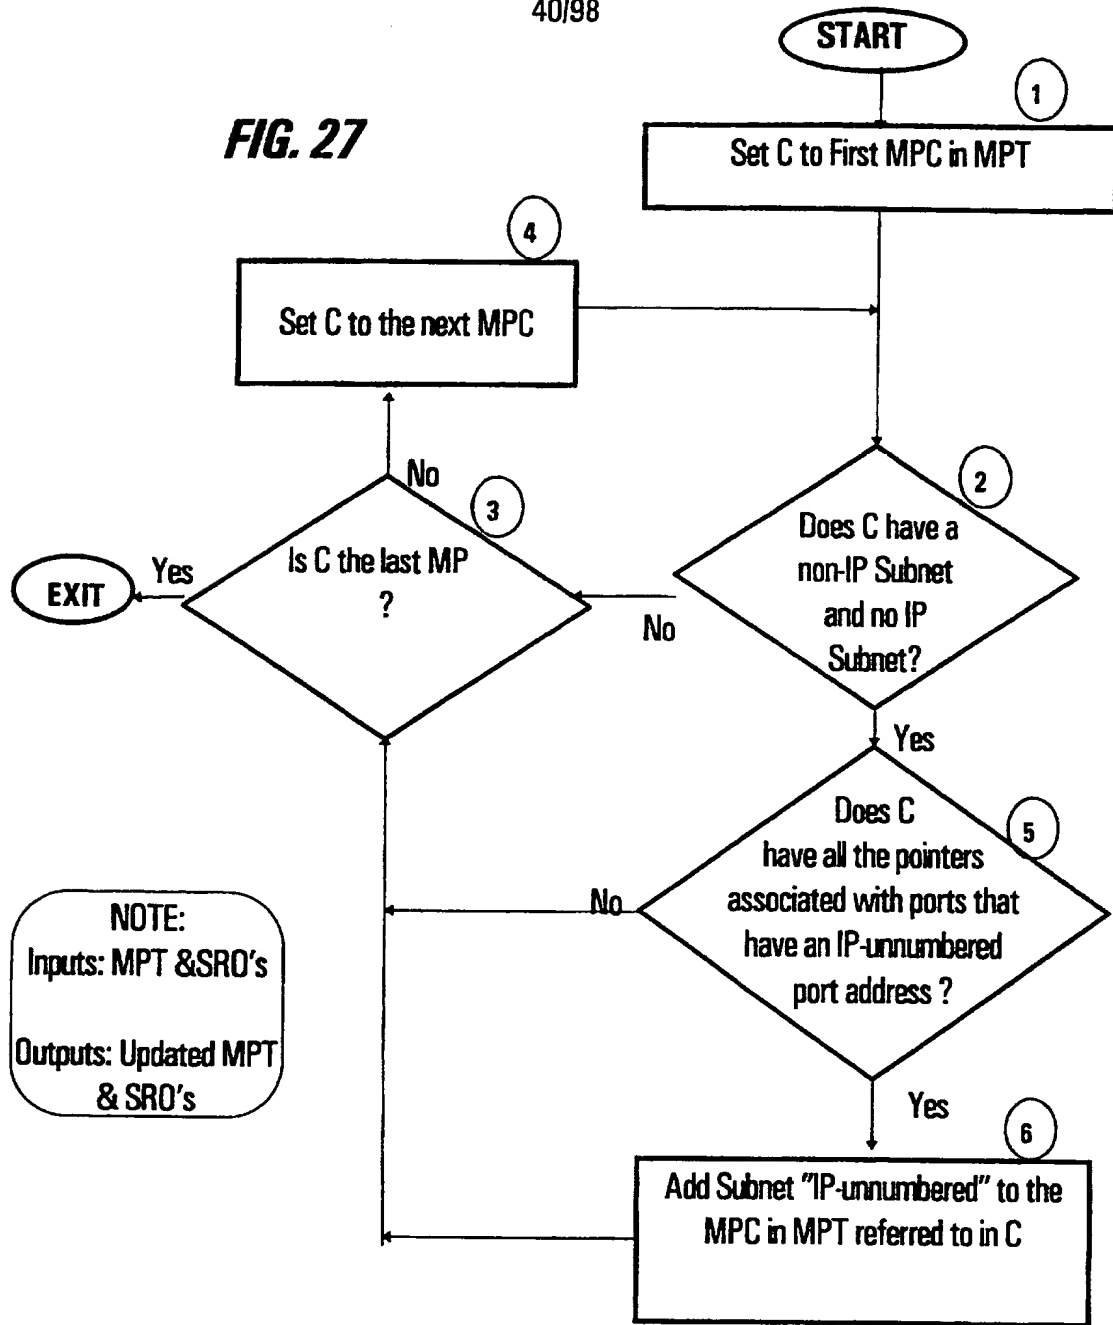 40/98
START
FIG. 27
1
Set C to First MPC in MPT
4
Set C to the next MPC
No
2
3
Does C have a
non-IP Subnet
and no IP
Subnet?
Is C the last MP
?
Yes
EXIT
No
Yes
Does C
have all the pointers
associated with ports that
have an IP-unnumbered
port address ?
5
No
NOTE:
Inputs: MPT &SRO's
Outputs: Updated MPT
& SRO's
Yes
6
Add Subnet "IP-unnumbered" to the
MPC in MPT referred to in C